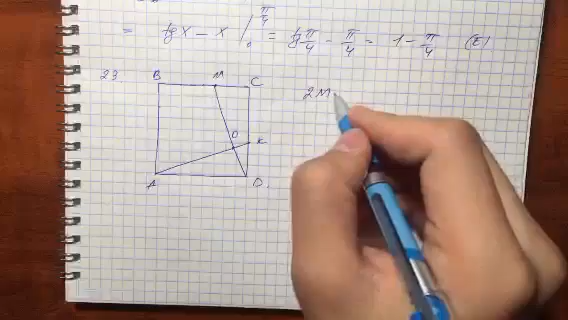 = tg x - x |₀^(π/4) = tg π/4 - π/4 = 1 - π/4 (E)
23
B M C
2M
O K
A D.